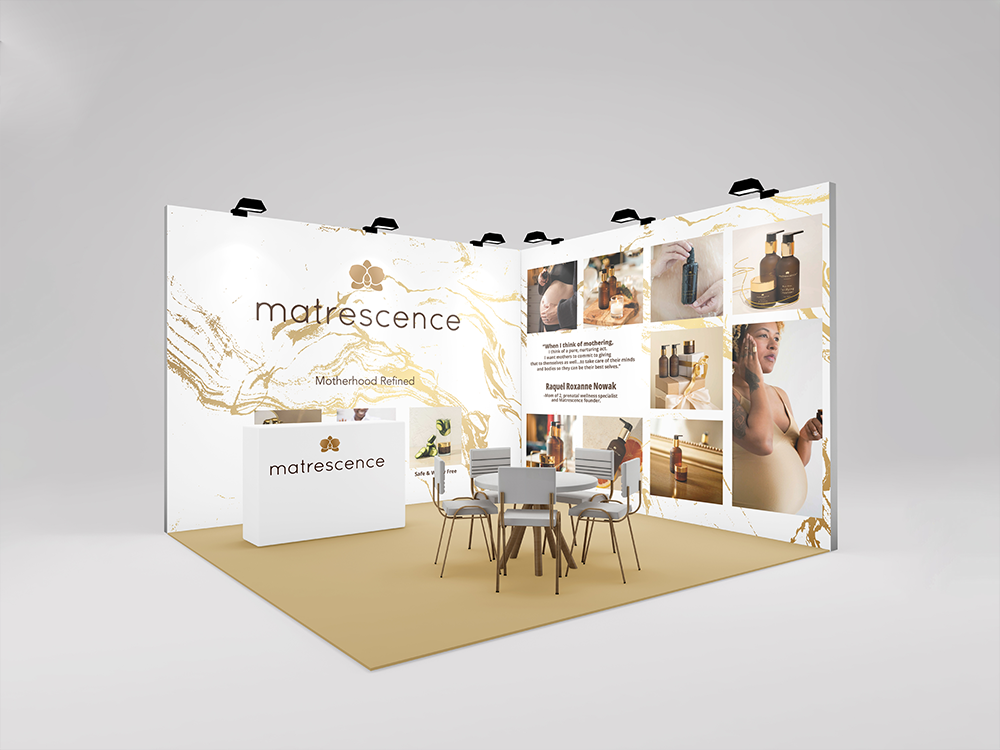 matrescence
Motherhood Refined
matrescence
"When I think of mothering,
I think of a pure, nurturing act.
I want mothers to commit to giving
that to themselves as well...to take care of their minds
and bodies so they can be their best selves."
Raquel Roxanne Nowak
Mom of 2, prenatal wellness specialist
and Matrescence founder.
Safe &
Free